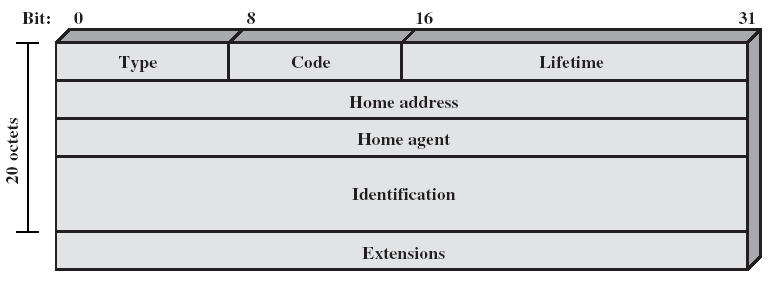 Bit: 0 8 16 31
Type Code Lifetime
Home address
Home agent
20 octets
Identification
Extensions